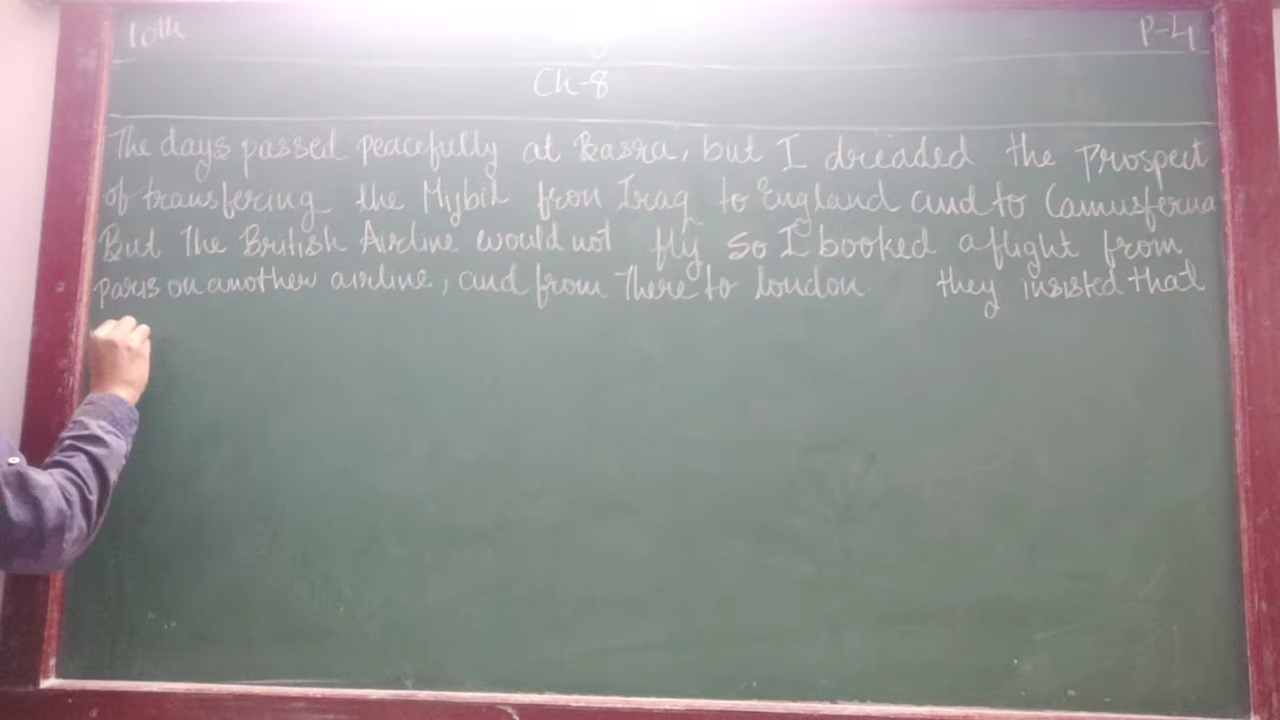 10th
P-4
Ch-8
The days passed peacefully at Basra, but I dreaded the Prospect
of transfering the Mijbil from Iraq to England and to Camusferna
But The British Airline would not fly so I booked a flight from
paris on another airline, and from There to london. they insisted that